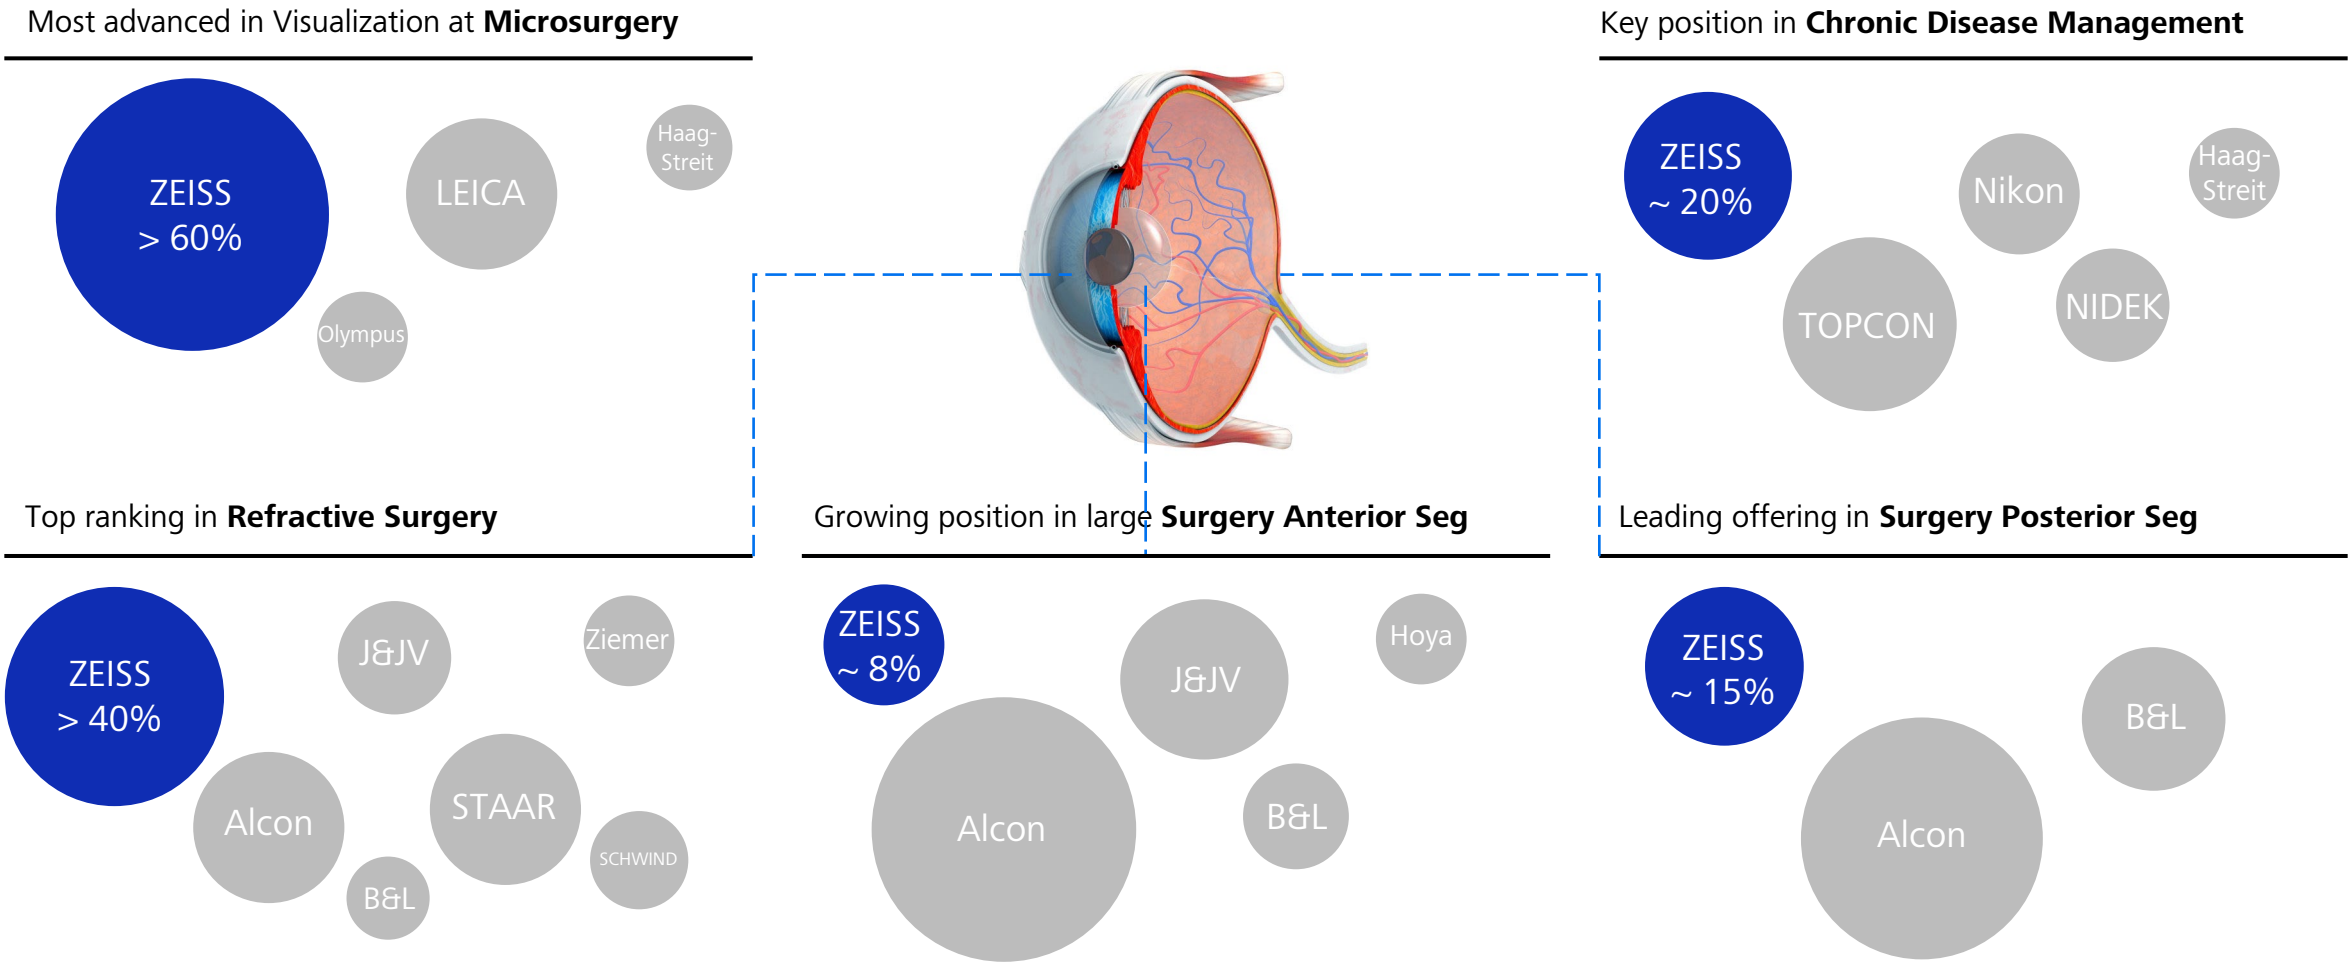 Most advanced in Visualization at Microsurgery
ZEISS
> 60%
LEICA
Haag-
Streit
Olympus
Key position in Chronic Disease Management
ZEISS
~ 20%
Nikon
Haag-
Streit
TOPCON
NIDEK
Top ranking in Refractive Surgery
ZEISS
> 40%
J&JV
Ziemer
Alcon
STAAR
SCHWIND
B&L
Growing position in large Surgery Anterior Seg
ZEISS
~ 8%
J&JV
Hoya
Alcon
B&L
Leading offering in Surgery Posterior Seg
ZEISS
~ 15%
B&L
Alcon